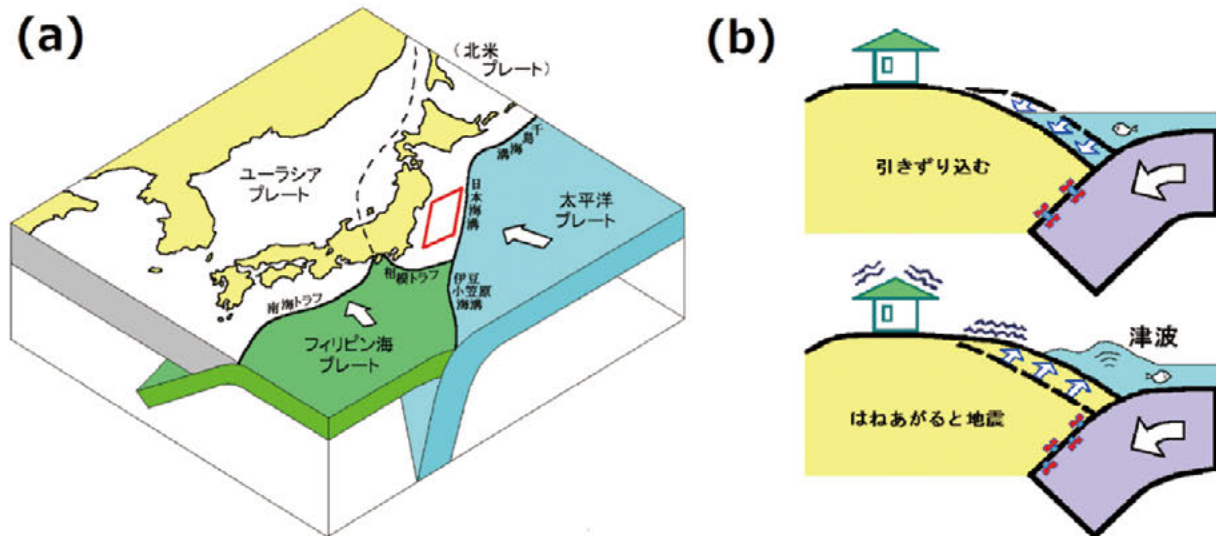 (a)
(北米
プレート)
ユーラシア
プレート
千島海溝
日本海溝
太平洋
プレート
相模トラフ
伊豆
小笠原
海溝
南海トラフ
フィリピン海
プレート
(b)
引きずり込む
津波
はねあがると地震